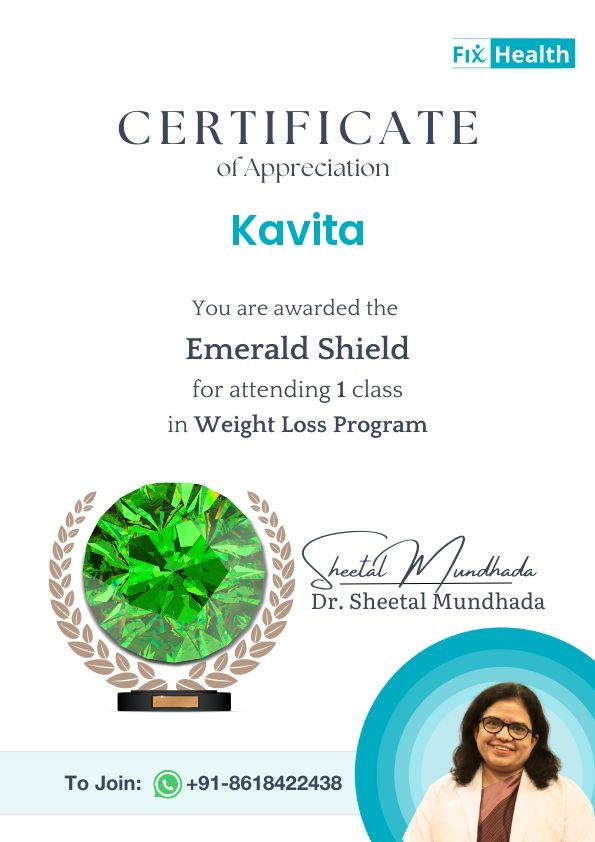 Fix Health
CERTIFICATE
of Appreciation
Kavita
You are awarded the
Emerald Shield
for attending 1 class
in Weight Loss Program
Sheetal Mundhada
Dr. Sheetal Mundhada
To Join: +91-8618422438